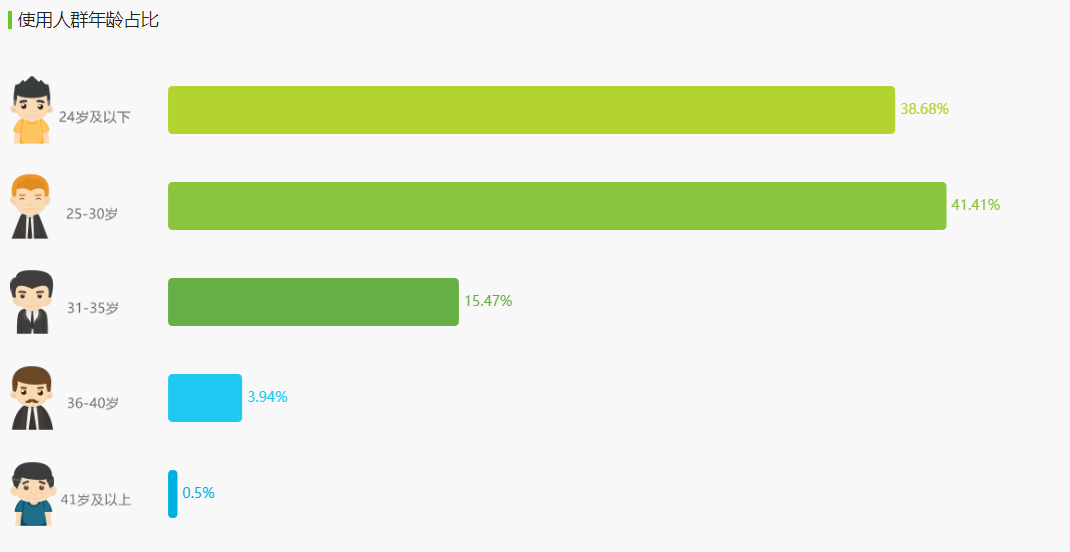 使用人群年龄占比
24岁及以下
38.68%
25-30岁
41.41%
31-35岁
15.47%
36-40岁
3.94%
41岁及以上
0.5%